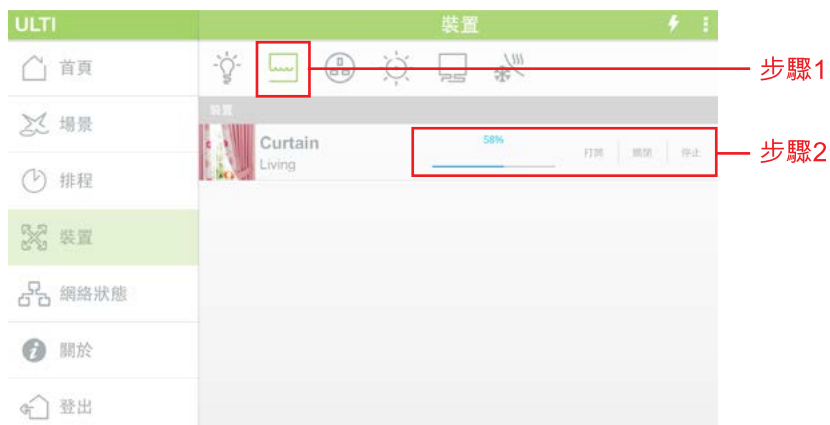 ULTI
裝置
首頁
步驟1
場景
裝置
Curtain
58%
打開 關閉 停止
步驟2
Living
排程
裝置
網絡狀態
關於
登出